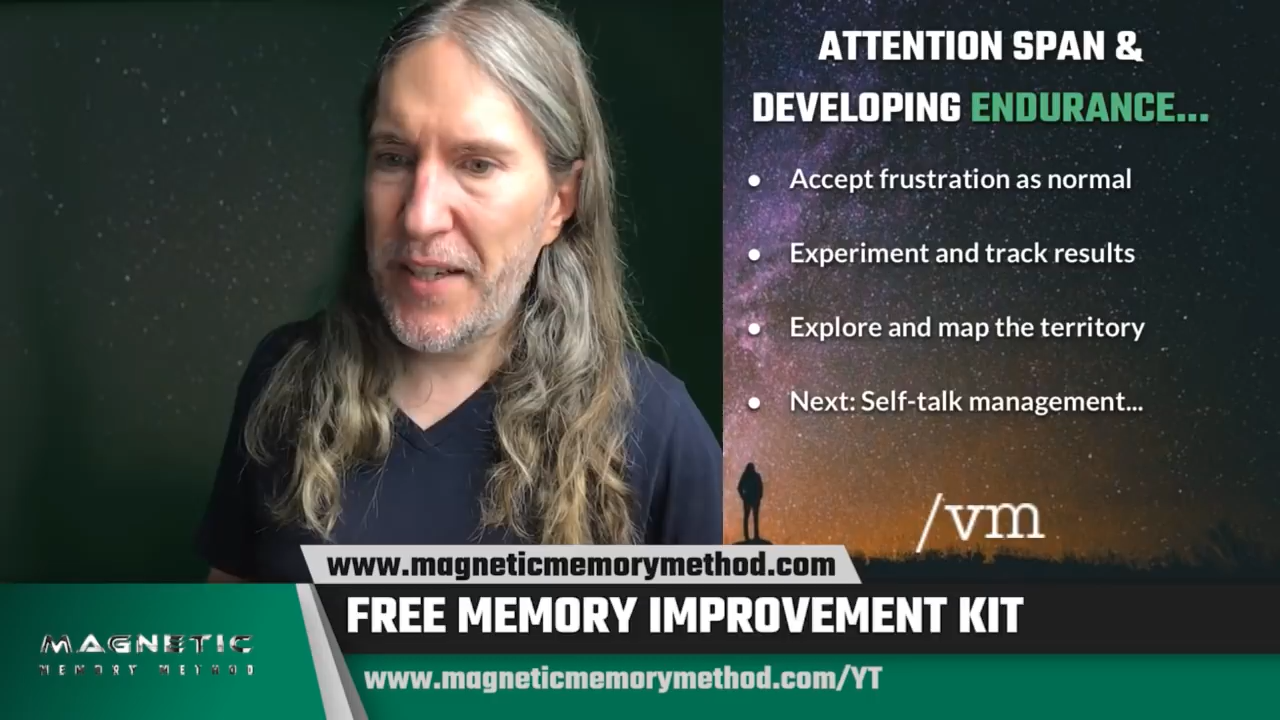 ATTENTION SPAN &
DEVELOPING ENDURANCE...
• Accept frustration as normal
• Experiment and track results
• Explore and map the territory
• Next: Self-talk management...
/vm
www.magneticmemorymethod.com
FREE MEMORY IMPROVEMENT KIT
MAGNETIC
MEMORY METHOD
www.magneticmemorymethod.com/YT